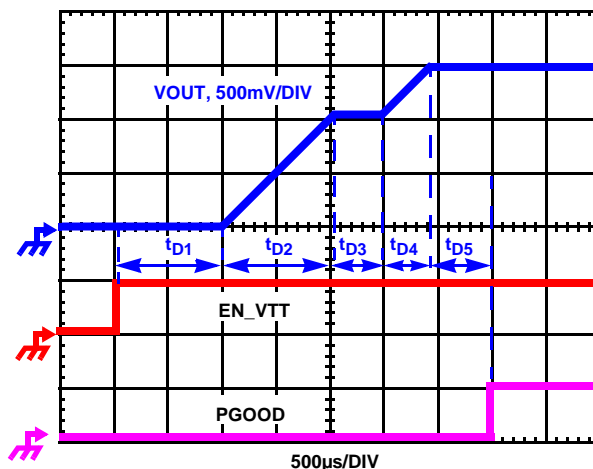 VOUT, 500mV/DIV
tD1 tD2 tD3 tD4 tD5
EN_VTT
PGOOD
500µs/DIV